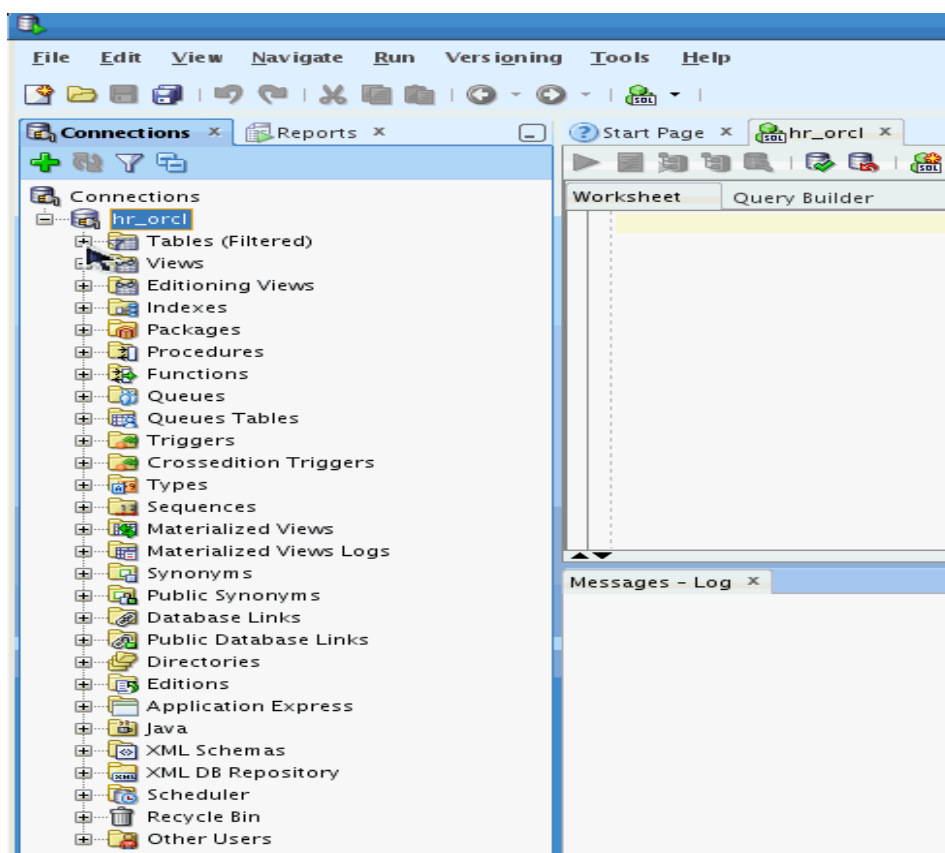 File Edit View Navigate Run Versioning Tools Help
SQL
Connections x Reports x
Connections
hr_orcl
Tables (Filtered)
Views
Editioning Views
Indexes
Packages
Procedures
Functions
Queues
Queues Tables
Triggers
Crossedition Triggers
Types
Sequences
Materialized Views
Materialized Views Logs
Synonyms
Public Synonyms
Database Links
Public Database Links
Directories
Editions
Application Express
Java
XML Schemas
XML DB Repository
Scheduler
Recycle Bin
Other Users
Start Page x hr_orcl x
SQL
Worksheet Query Builder
Messages - Log x